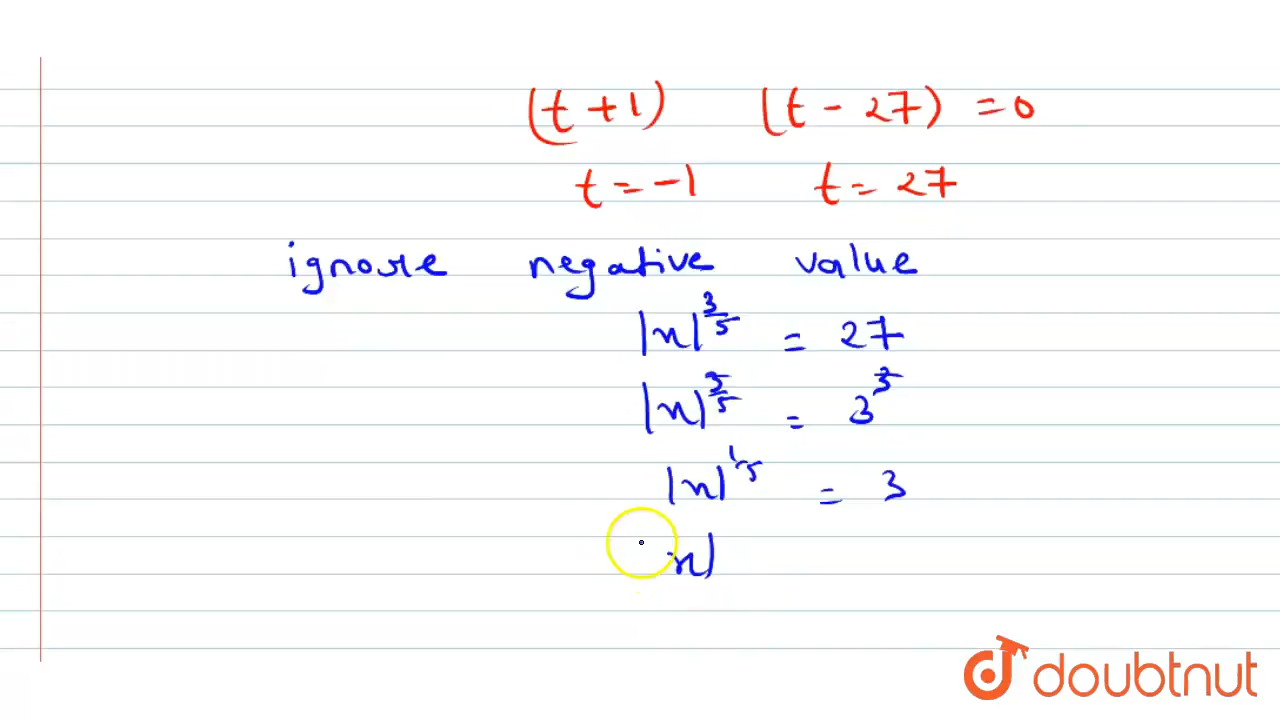 (t + 1) (t - 27) = 0
t = -1 t = 27
ignore negative value
|x|^{3/5} = 27
|x|^{3/5} = 3^3
|x|^{1/5} = 3
x|
doubtnut